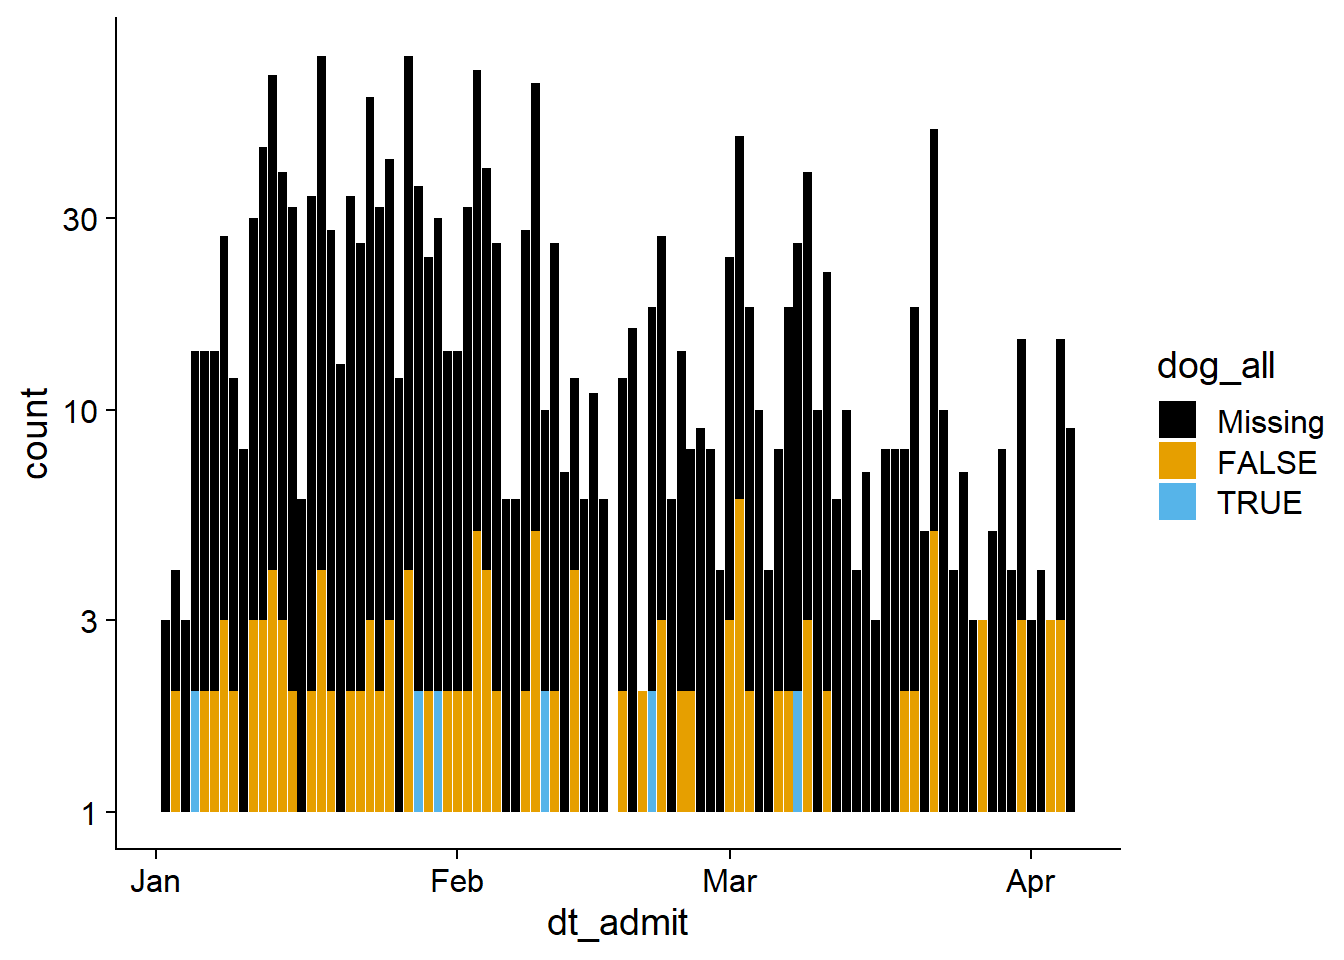 30
10
3
1
count
Jan
Feb
Mar
Apr
dt_admit
dog_all
Missing
FALSE
TRUE